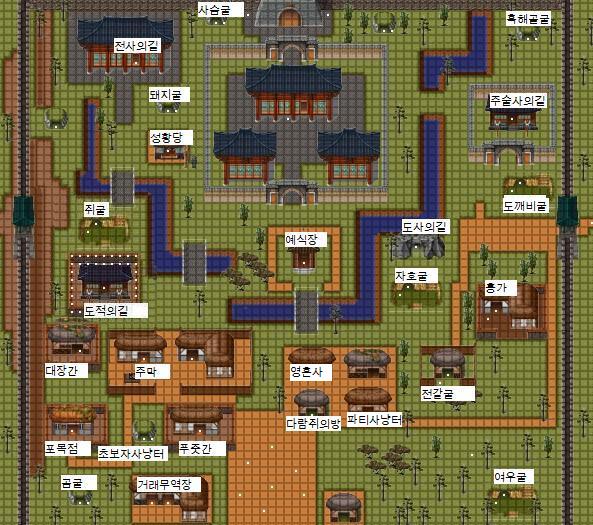 사슴굴
흑해골굴
전사의길
돼지굴
주술사의길
성황당
도깨비굴
쥐굴
도사의길
예식장
자호굴
흉가
도적의길
대장간
주막
영혼사
전갈굴
다람쥐의방
파티사냥터
포목점
초보자사냥터
푸줏간
곰굴
거래무역장
여우굴